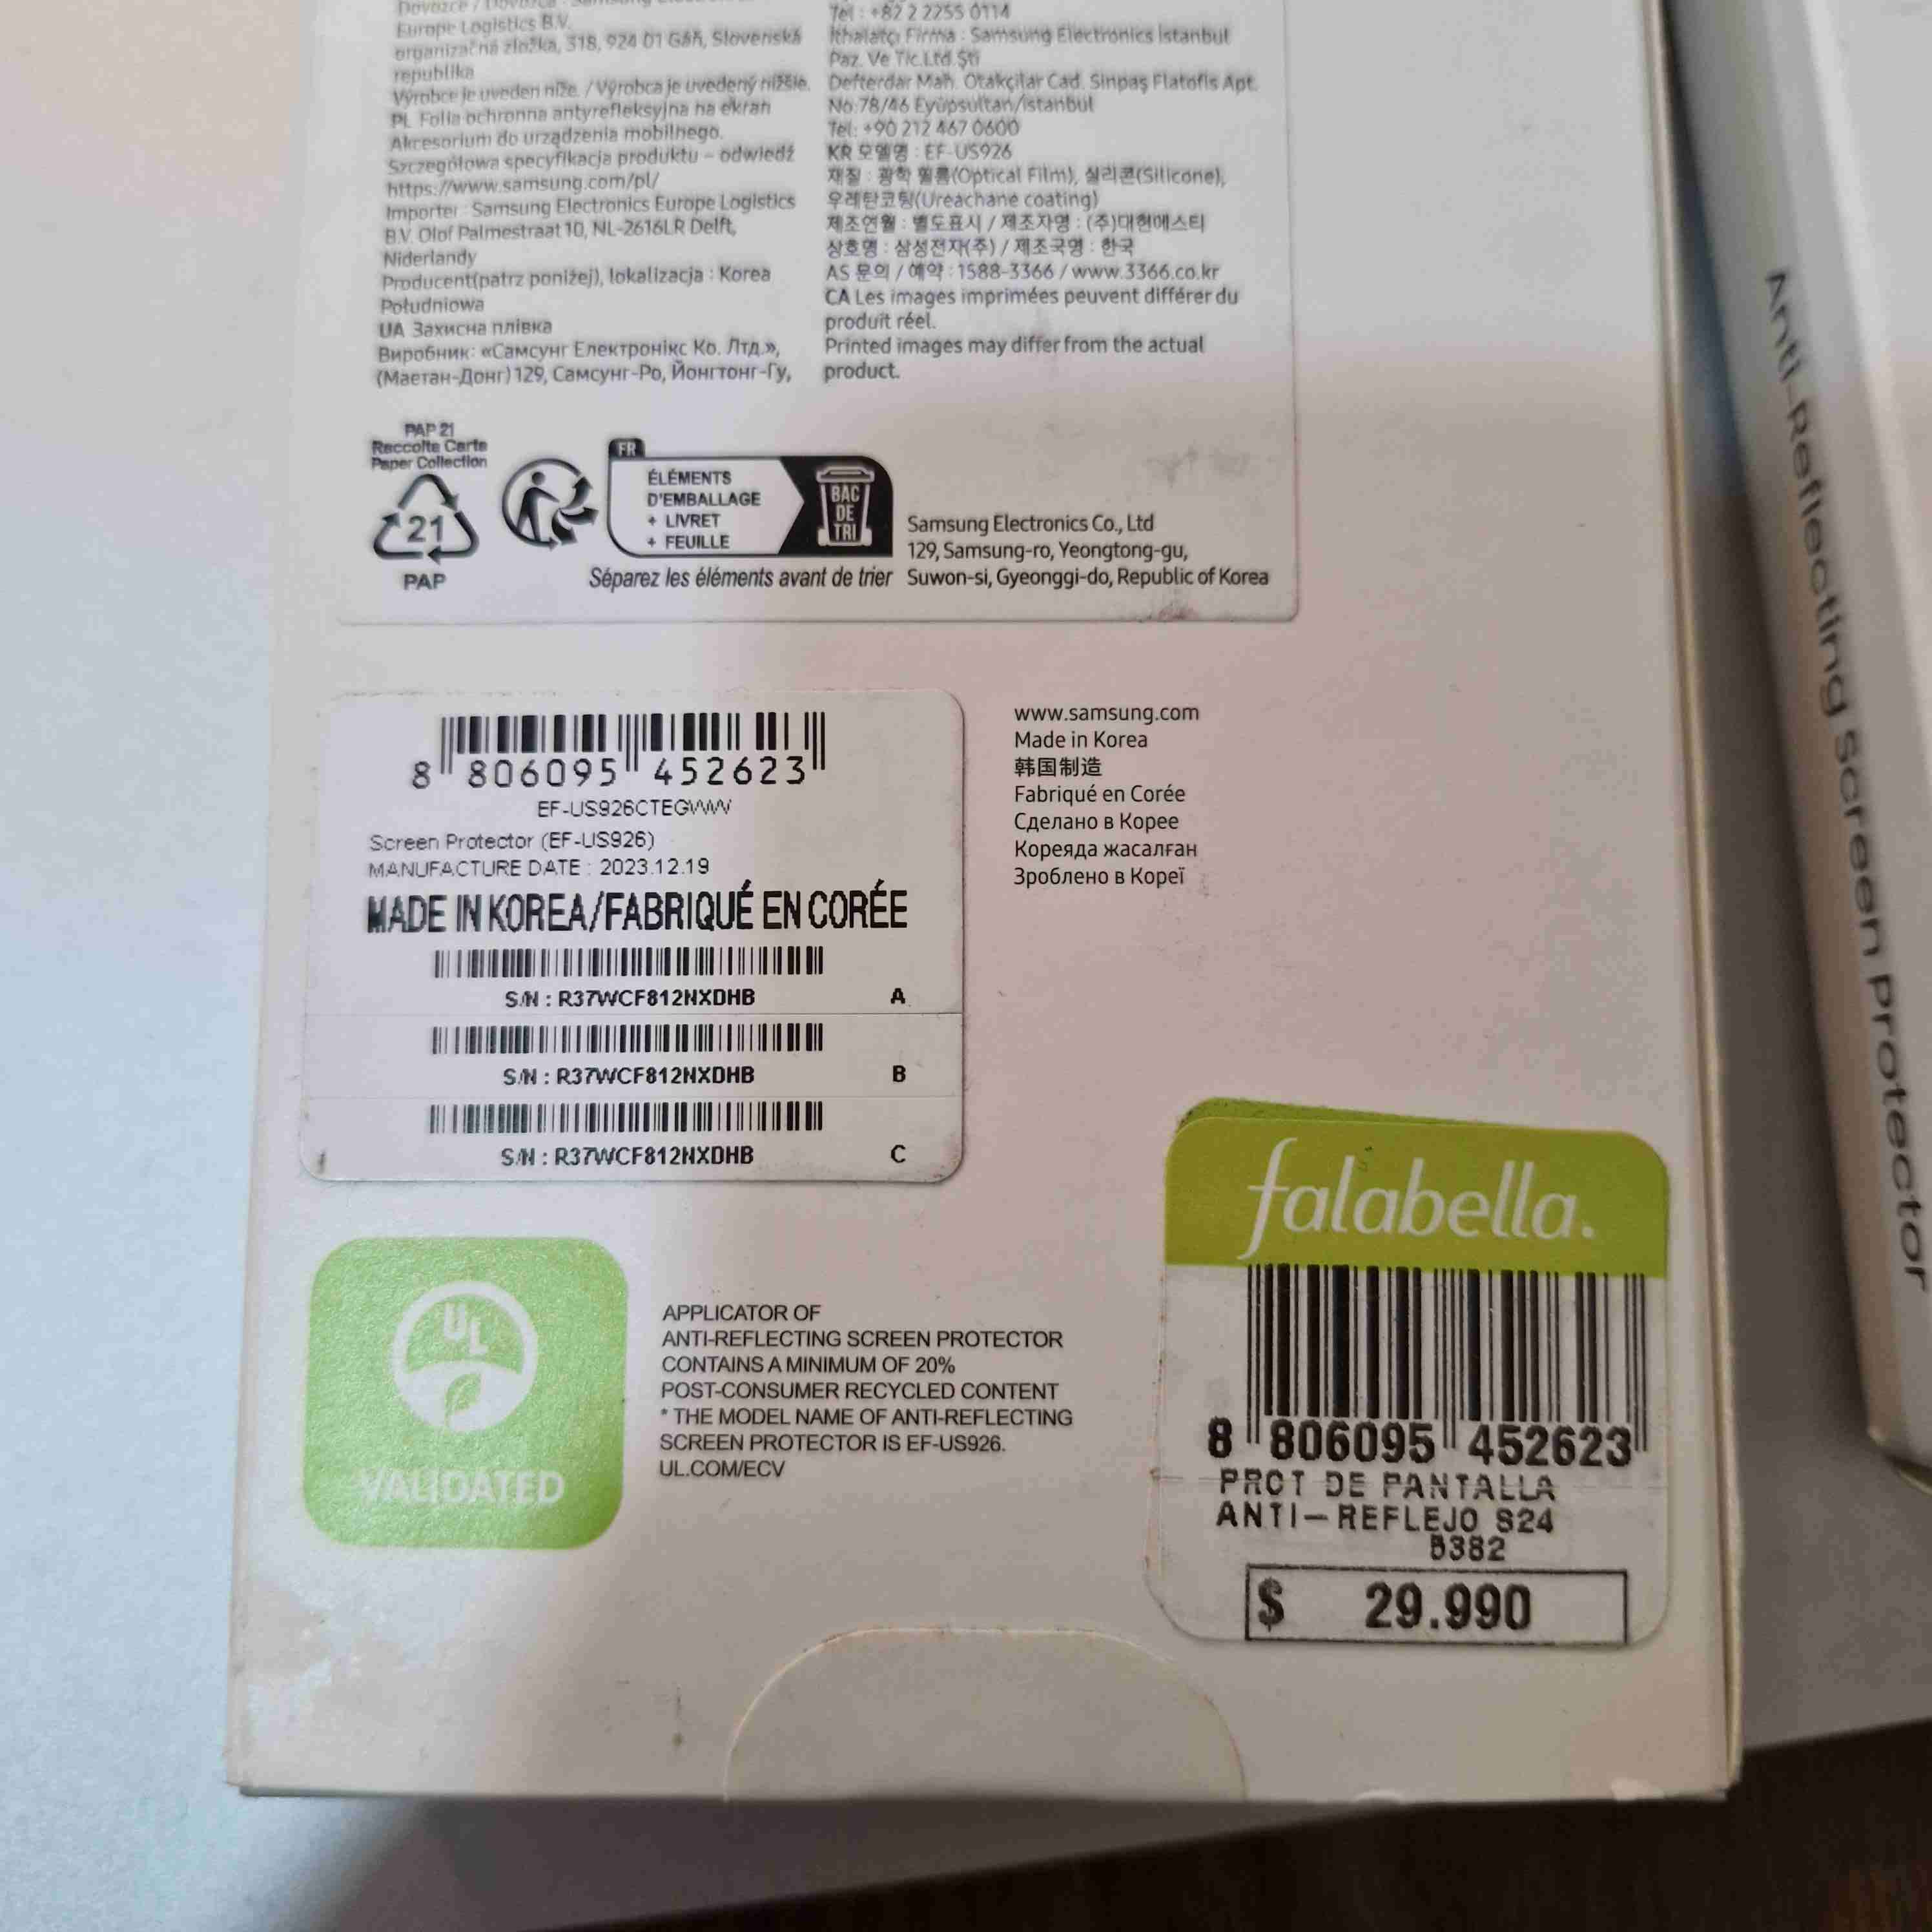 Europe Logistics B.V.
organizačná zložka, 318, 924 01 Gáň, Slovenská
republika
Výrobce je uveden níže. / Výrobca je uvedený nižšie.
PL Folia ochronna antyrefleksyjna na ekran
Akcesorium do urządzenia mobilnego.
Szczegółowa specyfikacja produktu – odwiedź
https://www.samsung.com/pl/
Importer : Samsung Electronics Europe Logistics
B.V. Olof Palmestraat 10, NL-2616LR Delft,
Niderlandy
Producent(patrz poniżej), lokalizacja : Korea
Południowa
UA Захисна плівка
Виробник: «Самсунг Електронікс Ко. Лтд.»,
(Маетан-Донг) 129, Самсунг-Ро, Йонгтонг-Гу,
Tel : +82 2 2255 0114
İthalatçı Firma : Samsung Electronics İstanbul
Paz. Ve Tic.Ltd.Şti
Defterdar Mah. Otakçılar Cad. Sinpaş Flatofis Apt.
No:78/46 Eyüpsultan/istanbul
Tel: +90 212 467 0600
KR 모델명 : EF-US926
재질 : 광학 필름(Optical Film), 실리콘(Silicone),
우레탄코팅(Ureachane coating)
제조연월 : 별도표시 / 제조자명 : (주)대현에스티
상호명 : 삼성전자(주) / 제조국명 : 한국
AS 문의 / 예약 : 1588-3366 / www.3366.co.kr
CA Les images imprimées peuvent différer du
produit réel.
Printed images may differ from the actual
product.
PAP 21
Raccolta Carta
Paper Collection
21
PAP
FR
ÉLÉMENTS
D'EMBALLAGE
+ LIVRET
+ FEUILLE
BAC
DE
TRI
Séparez les éléments avant de trier
Samsung Electronics Co., Ltd
129, Samsung-ro, Yeongtong-gu,
Suwon-si, Gyeonggi-do, Republic of Korea
8 806095 452623
EF-US926CTEGWW
Screen Protector (EF-US926)
MANUFACTURE DATE : 2023.12.19
MADE IN KOREA/FABRIQUÉ EN CORÉE
S/N : R37WCF812NXDHB A
S/N : R37WCF812NXDHB B
S/N : R37WCF812NXDHB C
www.samsung.com
Made in Korea
韩国制造
Fabriqué en Corée
Сделано в Корее
Кореяда жасалған
Зроблено в Кореї
UL
VALIDATED
APPLICATOR OF
ANTI-REFLECTING SCREEN PROTECTOR
CONTAINS A MINIMUM OF 20%
POST-CONSUMER RECYCLED CONTENT
* THE MODEL NAME OF ANTI-REFLECTING
SCREEN PROTECTOR IS EF-US926.
UL.COM/ECV
falabella.
8 806095 452623
PROT DE PANTALLA
ANTI-REFLEJO S24
5382
$ 29.990
Anti-Reflecting Screen Protector